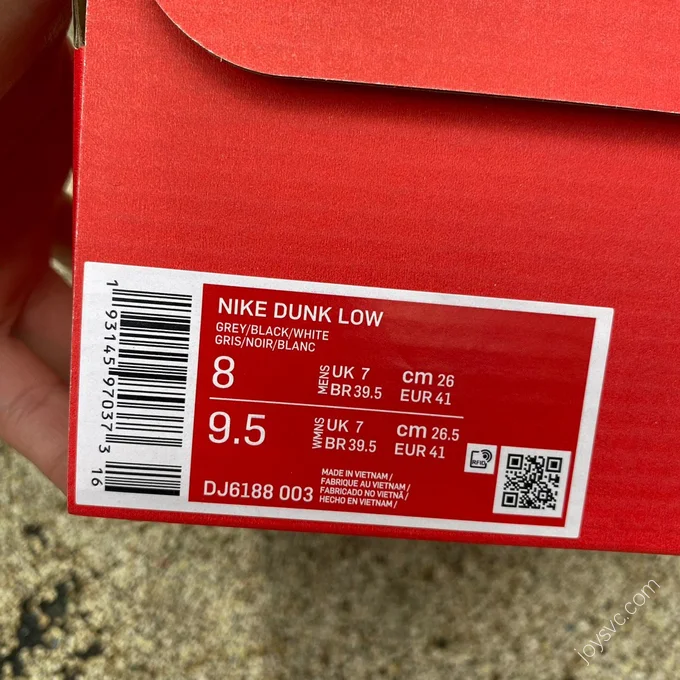 NIKE DUNK LOW
GREY/BLACK/WHITE
GRIS/NOIR/BLANC
8
MENS
UK 7
BR 39.5
cm 26
EUR 41
9.5
WMNS
UK 7
BR 39.5
cm 26.5
EUR 41
RFID
DJ6188 003
MADE IN VIETNAM /
FABRIQUE AU VIETNAM /
FABRICADO NO VIETNÃ /
HECHO EN VIETNAM /
1 93145 97037 3 16
joysvc.com